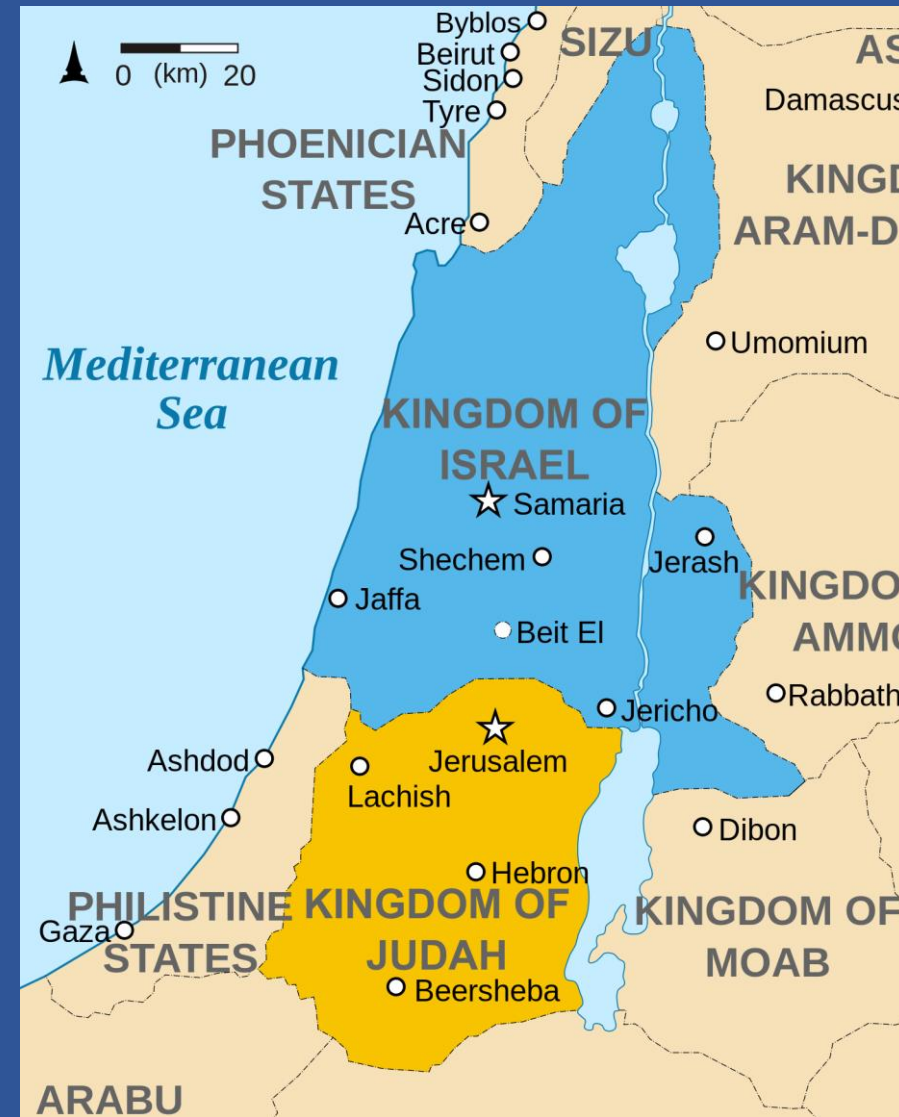 Byblos
SIZU
AS
Beirut
0 (km) 20
Sidon
Damascus
Tyre
PHOENICIAN
STATES
KINGD
ARAM-D
Acre
Umomium
Mediterranean
Sea
KINGDOM OF
ISRAEL
Samaria
Shechem
Jerash
KINGDO
AMMO
Jaffa
Beit El
Rabbath
Jericho
Jerusalem
Ashdod
Lachish
Ashkelon
Dibon
Hebron
PHILISTINE
STATES
KINGDOM OF
JUDAH
KINGDOM OF
MOAB
Gaza
Beersheba
ARABU